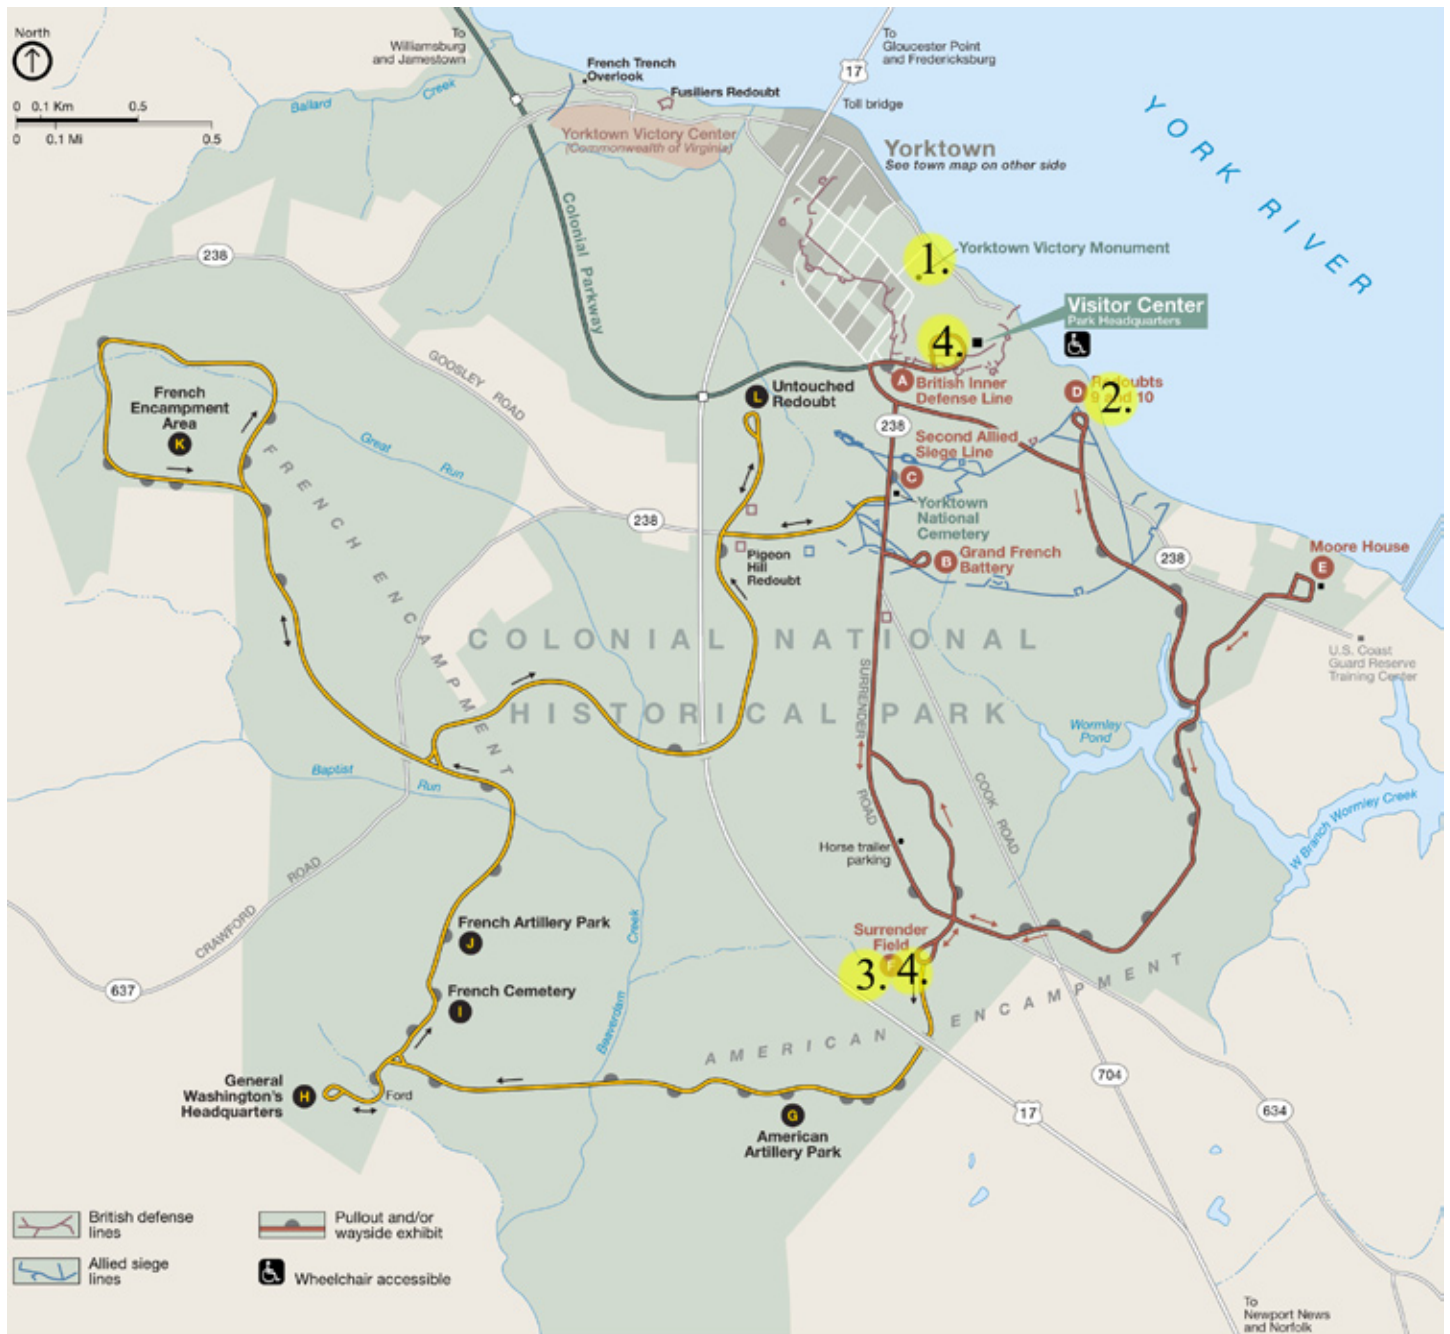 North
0 0.1 Km 0.5
0 0.1 Mi 0.5
To
Williamsburg
and Jamestown
Ballard
Creek
French Trench
Overlook
Fusiliers Redoubt
Yorktown Victory Center
(Commonwealth of Virginia)
To
Gloucester Point
and Fredericksburg
17
Toll bridge
Yorktown
See town map on other side
YORK RIVER
Colonial Parkway
1.
Yorktown Victory Monument
Visitor Center
Park Headquarters
4.
238
GOOSLEY ROAD
French
Encampment
Area
K
L
Untouched
Redoubt
A
British Inner
Defense Line
D
Redoubts
9 and 10
2.
238
Second Allied
Siege Line
C
Yorktown
National
Cemetery
Great Run
FRENCH ENCAMPMENT
238
Pigeon
Hill
Redoubt
B
Grand French
Battery
238
Moore House
E
U.S. Coast
Guard Reserve
Training Center
COLONIAL NATIONAL
HISTORICAL PARK
SURRENDER
ROAD
Wormley
Pond
Baptist
Run
COOK ROAD
W Branch Wormley Creek
Horse trailer
parking
CRAWFORD ROAD
637
French Artillery Park
J
French Cemetery
I
Beaverdam Creek
Surrender
Field
F
3. 4.
AMERICAN ENCAMPMENT
General
Washington's
Headquarters
H
Ford
G
American
Artillery Park
704
17
634
British defense
lines
Allied siege
lines
Pullout and/or
wayside exhibit
Wheelchair accessible
To
Newport News
and Norfolk